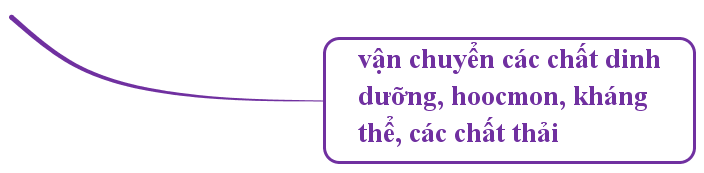 vận chuyển các chất dinh
dưỡng, hoocmon, kháng
thể, các chất thải